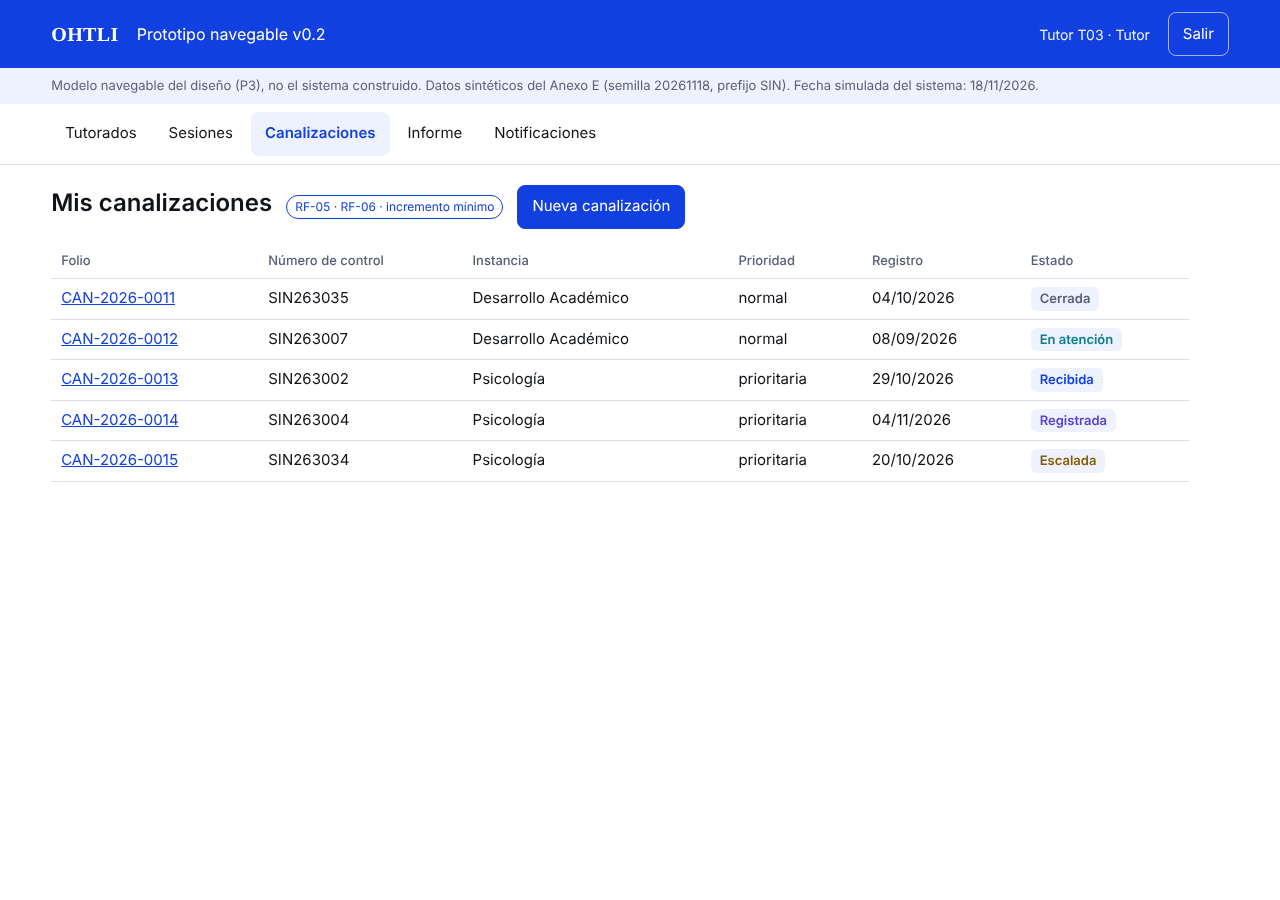 OHTLI Prototipo navegable v0.2 Tutor T03 · Tutor Salir
Modelo navegable del diseño (P3), no el sistema construido. Datos sintéticos del Anexo E (semilla 20261118, prefijo SIN). Fecha simulada del sistema: 18/11/2026.
Tutorados Sesiones Canalizaciones Informe Notificaciones
Mis canalizaciones RF-05 · RF-06 · incremento mínimo Nueva canalización
Folio Número de control Instancia Prioridad Registro Estado
CAN-2026-0011 SIN263035 Desarrollo Académico normal 04/10/2026 Cerrada
CAN-2026-0012 SIN263007 Desarrollo Académico normal 08/09/2026 En atención
CAN-2026-0013 SIN263002 Psicología prioritaria 29/10/2026 Recibida
CAN-2026-0014 SIN263004 Psicología prioritaria 04/11/2026 Registrada
CAN-2026-0015 SIN263034 Psicología prioritaria 20/10/2026 Escalada